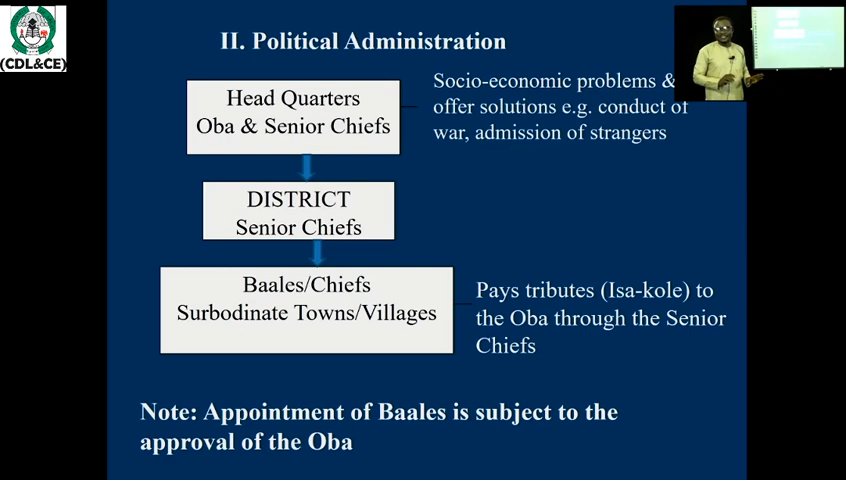 (CDL&CE)
II. Political Administration
Head Quarters
Oba & Senior Chiefs
Socio-economic problems &
offer solutions e.g. conduct of
war, admission of strangers
DISTRICT
Senior Chiefs
Baales/Chiefs
Surbodinate Towns/Villages
Pays tributes (Isa-kole) to
the Oba through the Senior
Chiefs
Note: Appointment of Baales is subject to the
approval of the Oba